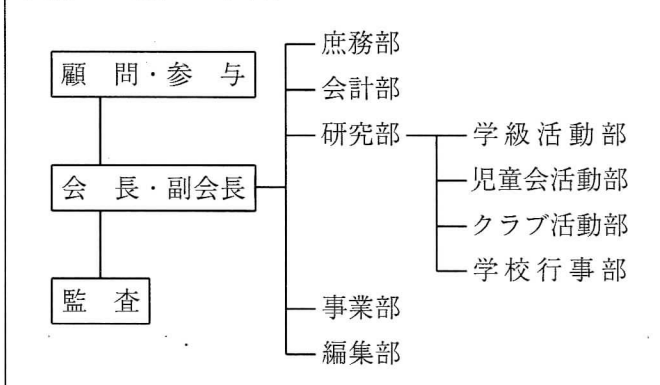 顧問・参与
会長・副会長
監査
庶務部
会計部
研究部
学級活動部
児童会活動部
クラブ活動部
学校行事部
事業部
編集部